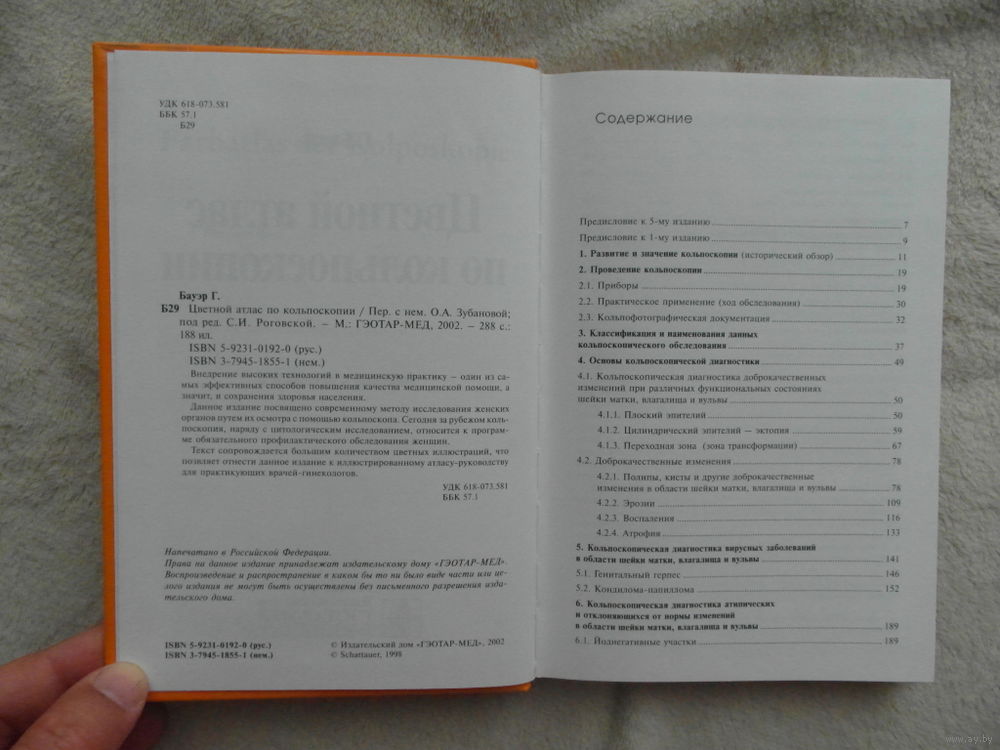 УДК 618-073.581
ББК 57.1
Б29
Бауэр Г.
Б29 Цветной атлас по кольпоскопии / Пер. с нем. О.А. Зубановой;
под ред. С.И. Роговской. – М.: ГЭОТАР-МЕД, 2002. – 288 с.:
188 ил.
ISBN 5-9231-0192-0 (рус.)
ISBN 3-7945-1855-1 (нем.)
Внедрение высоких технологий в медицинскую практику – один из са-
мых эффективных способов повышения качества медицинской помощи, а
значит, и сохранения здоровья населения.
Данное издание посвящено современному методу исследования женских
органов путем их осмотра с помощью кольпоскопа. Сегодня за рубежом коль-
поскопия, наряду с цитологическим исследованием, относится к програм-
ме обязательного профилактического обследования женщин.
Текст сопровождается большим количеством цветных иллюстраций, что
позволяет отнести данное издание к иллюстрированному атласу-руководству
для практикующих врачей-гинекологов.
УДК 618-073.581
ББК 57.1
Напечатано в Российской Федерации.
Права на данное издание принадлежат издательскому дому «ГЭОТАР-МЕД».
Воспроизведение и распространение в каком бы то ни было виде части или це-
лого издания не могут быть осуществлены без письменного разрешения изда-
тельского дома.
ISBN 5-9231-0192-0 (рус.) © Издательский дом «ГЭОТАР-МЕД», 2002
ISBN 3-7945-1855-1 (нем.) © Schattauer, 1998
Содержание
Предисловие к 5-му изданию 7
Предисловие к 1-му изданию 9
1. Развитие и значение кольпоскопии (исторический обзор) 11
2. Проведение кольпоскопии 19
2.1. Приборы 19
2.2. Практическое применение (ход обследования) 30
2.3. Кольпофотографическая документация 32
3. Классификация и наименования данных
кольпоскопического обследования 37
4. Основы кольпоскопической диагностики 49
4.1. Кольпоскопическая диагностика доброкачественных
изменений при различных функциональных состояниях
шейки матки, влагалища и вульвы 50
4.1.1. Плоский эпителий 50
4.1.2. Цилиндрический эпителий — эктопия 59
4.1.3. Переходная зона (зона трансформации) 67
4.2. Доброкачественные изменения 78
4.2.1. Полипы, кисты и другие доброкачественные
изменения в области шейки матки, влагалища и вульвы 78
4.2.2. Эрозии 109
4.2.3. Воспаления 116
4.2.4. Атрофия 133
5. Кольпоскопическая диагностика вирусных заболеваний
в области шейки матки, влагалища и вульвы 141
5.1. Генитальный герпес 146
5.2. Кондилома-папиллома 152
6. Кольпоскопическая диагностика атипических
и отклоняющихся от нормы изменений
в области шейки матки, влагалища и вульвы 189
6.1. Йоднегативные участки 189
www.ay.by